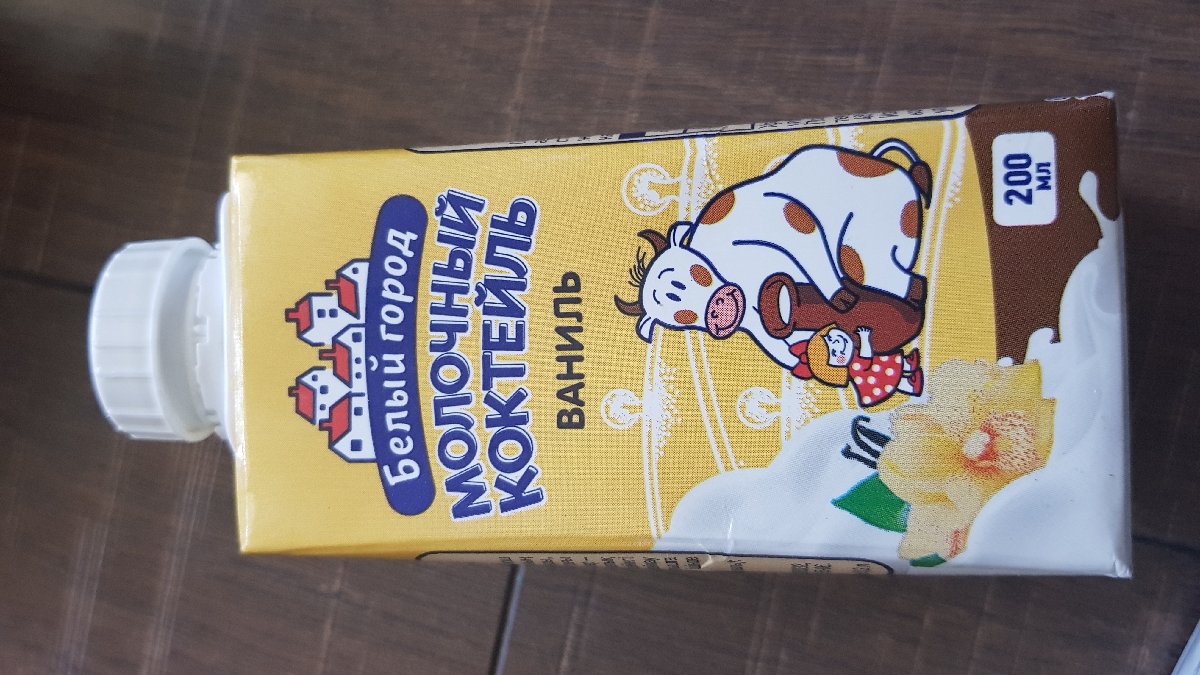 Белый город
МОЛОЧНЫЙ
КОКТЕЙЛЬ
ВАНИЛЬ
200
МЛ